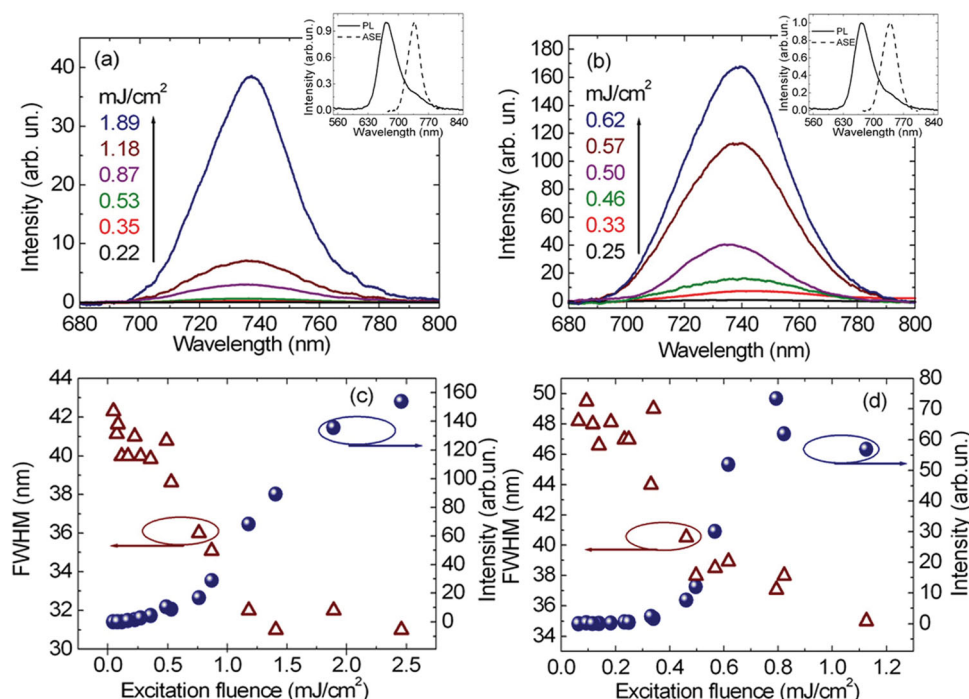 (a)
mJ/cm²
1.89
1.18
0.87
0.53
0.35
0.22
Intensity (arb. un.)
40
30
20
10
0
680 700 720 740 760 780 800
Wavelength (nm)
PL
ASE
Intensity (arb.un.)
0.9
0.6
0.3
0.0
560 630 700 770 840
Wavelength (nm)
(b)
mJ/cm²
0.62
0.57
0.50
0.46
0.33
0.25
Intensity (arb. un.)
180
160
140
120
100
80
60
40
20
0
680 700 720 740 760 780 800
Wavelength (nm)
PL
ASE
Intensity (arb.un.)
1.0
0.8
0.6
0.4
0.2
0.0
560 630 700 770 840
Wavelength (nm)
(c)
FWHM (nm)
44
42
40
38
36
34
32
30
160
140
120
100
80
60
40
20
0
Intensity (arb.un.)
0.0 0.5 1.0 1.5 2.0 2.5
Excitation fluence (mJ/cm²)
(d)
FWHM (nm)
50
48
46
44
42
40
38
36
34
80
70
60
50
40
30
20
10
0
Intensity (arb.un.)
0.0 0.2 0.4 0.6 0.8 1.0 1.2
Excitation fluence (mJ/cm²)